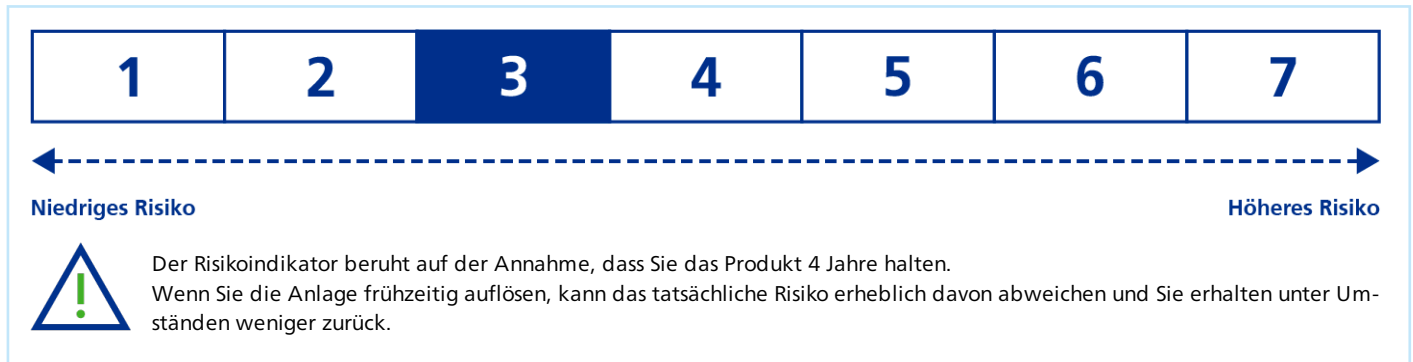 1 2 3 4 5 6 7
Niedriges Risiko Höheres Risiko
Der Risikoindikator beruht auf der Annahme, dass Sie das Produkt 4 Jahre halten.
Wenn Sie die Anlage frühzeitig auflösen, kann das tatsächliche Risiko erheblich davon abweichen und Sie erhalten unter Um-
ständen weniger zurück.